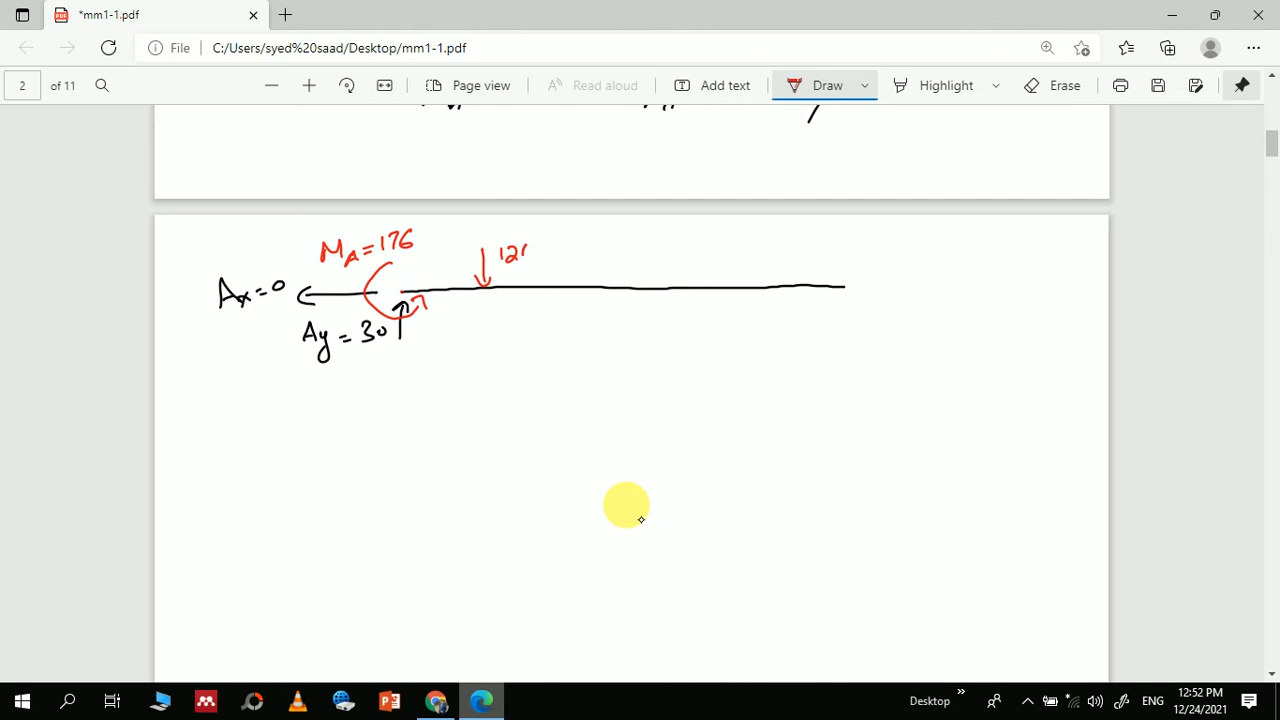 *mm1-1.pdf
File
C:/Users/syed%20saad/Desktop/mm1-1.pdf
2 of 11
Page view
Read aloud
Add text
Draw
Highlight
Erase
MA=176
Ax=0
Ay=30
Desktop
ENG
12:52 PM
12/24/2021